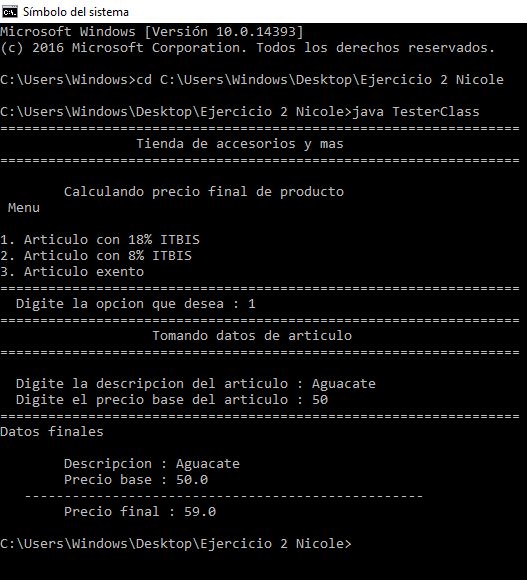 Símbolo del sistema
Microsoft Windows [Versión 10.0.14393]
(c) 2016 Microsoft Corporation. Todos los derechos reservados.
C:\Users\Windows>cd C:\Users\Windows\Desktop\Ejercicio 2 Nicole
C:\Users\Windows\Desktop\Ejercicio 2 Nicole>java TesterClass
=================================================================
Tienda de accesorios y mas
=================================================================
Calculando precio final de producto
Menu
1. Articulo con 18% ITBIS
2. Articulo con 8% ITBIS
3. Articulo exento
=================================================================
Digite la opcion que desea : 1
=================================================================
Tomando datos de articulo
=================================================================
Digite la descripcion del articulo : Aguacate
Digite el precio base del articulo : 50
=================================================================
Datos finales
Descripcion : Aguacate
Precio base : 50.0
--------------------------------------------------
Precio final : 59.0
C:\Users\Windows\Desktop\Ejercicio 2 Nicole>